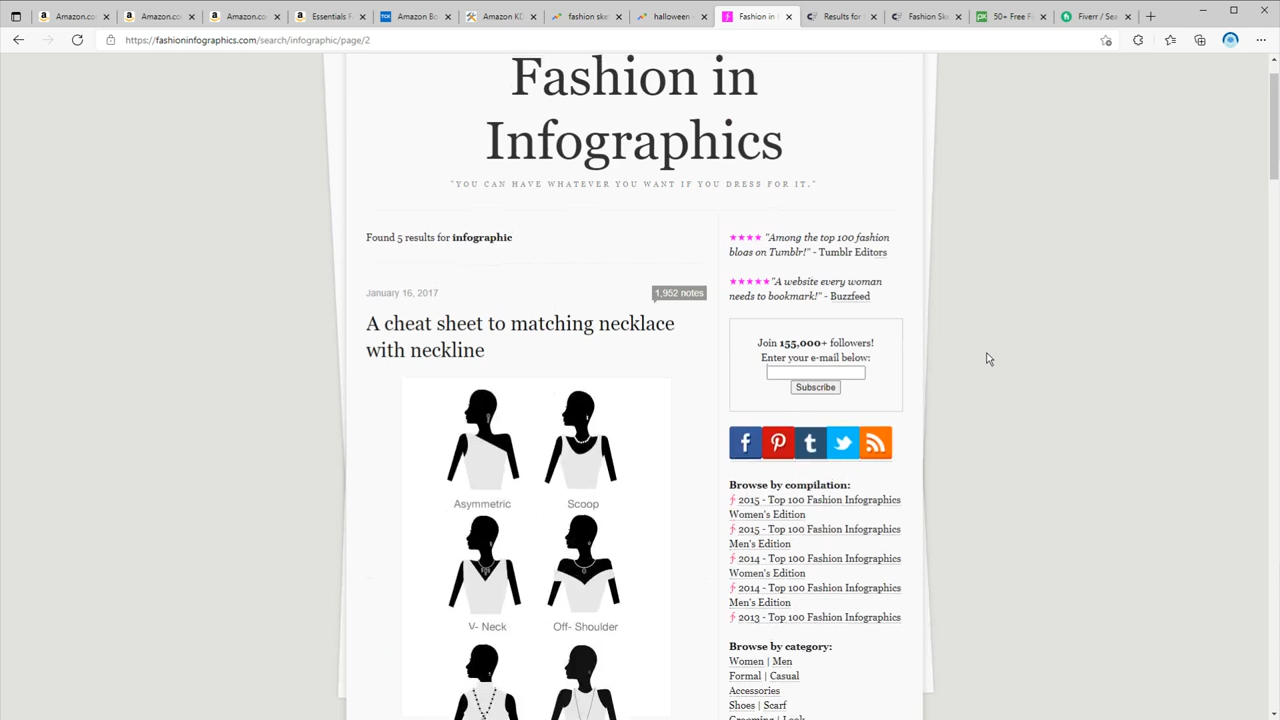 Amazon.co
Amazon.co
Amazon.co
Essentials F
Amazon Bo
Amazon KD
fashion ske
halloween
Fashion in
Results for
Fashion Sk
50+ Free F
Fiverr / Sea
https://fashioninfographics.com/search/infographic/page/2
Fashion in
Infographics
"YOU CAN HAVE WHATEVER YOU WANT IF YOU DRESS FOR IT."
Found 5 results for infographic
January 16, 2017
1,952 notes
A cheat sheet to matching necklace
with neckline
Asymmetric
Scoop
V- Neck
Off- Shoulder
★★★★ "Among the top 100 fashion
blogs on Tumblr!" - Tumblr Editors
★★★★★"A website every woman
needs to bookmark!" - Buzzfeed
Join 155,000+ followers!
Enter your e-mail below:
Subscribe
Browse by compilation:
2015 - Top 100 Fashion Infographics
Women's Edition
2015 - Top 100 Fashion Infographics
Men's Edition
2014 - Top 100 Fashion Infographics
Women's Edition
2014 - Top 100 Fashion Infographics
Men's Edition
2013 - Top 100 Fashion Infographics
Browse by category:
Women | Men
Formal | Casual
Accessories
Shoes | Scarf
Grooming | Look